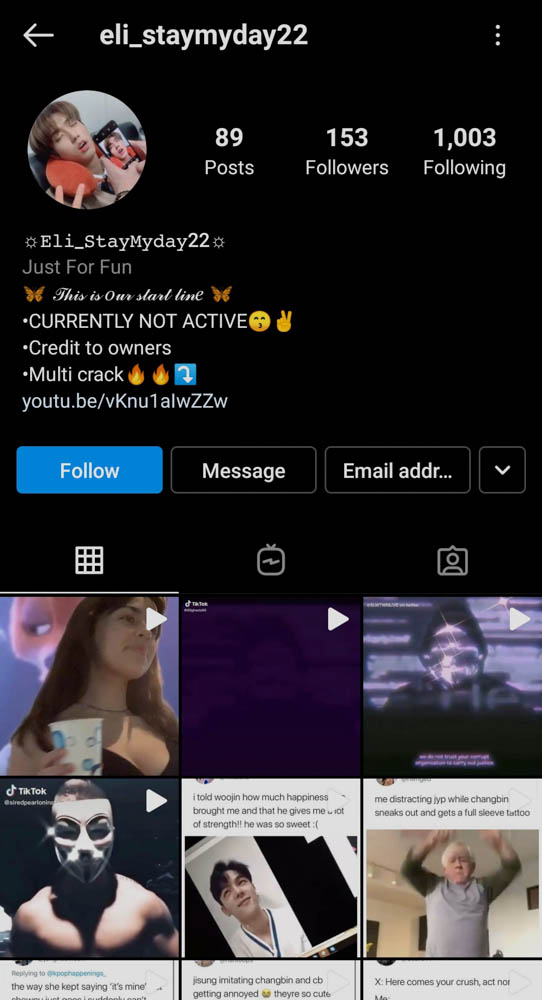 eli_staymyday22
89
153
1,003
Posts
Followers
Following
☼𝙴𝚕𝚒_𝚂𝚝𝚊𝚢𝙼𝚢𝚍𝚊𝚢22☼
Just For Fun
🦋 𝒯𝒽𝒾𝓈 𝒾𝓈 𝑜𝓊𝓇 𝓈𝓉𝒶𝓇𝓉 𝓁𝒾𝓃𝑒 🦋
•CURRENTLY NOT ACTIVE😙✌
•Credit to owners
•Multi crack🔥🔥⤵️
youtu.be/vKnu1aIwZZw
Follow
Message
Email addr...
TikTok
@siredpearlonin
TikTok
we do not trust your corrupt
organisation to carry out justice
i told woojin how much happiness
brought me and that he gives me a lot
of strength!! he was so sweet :(
me distracting jyp while changbin
sneaks out and gets a full sleeve tattoo
Replying to @kpophappenings_
the way she kept saying 'it's mine'
jisung imitating changbin and cb
getting annoyed 😂 theyre so cute
X: Here comes your crush, act nor
Me: